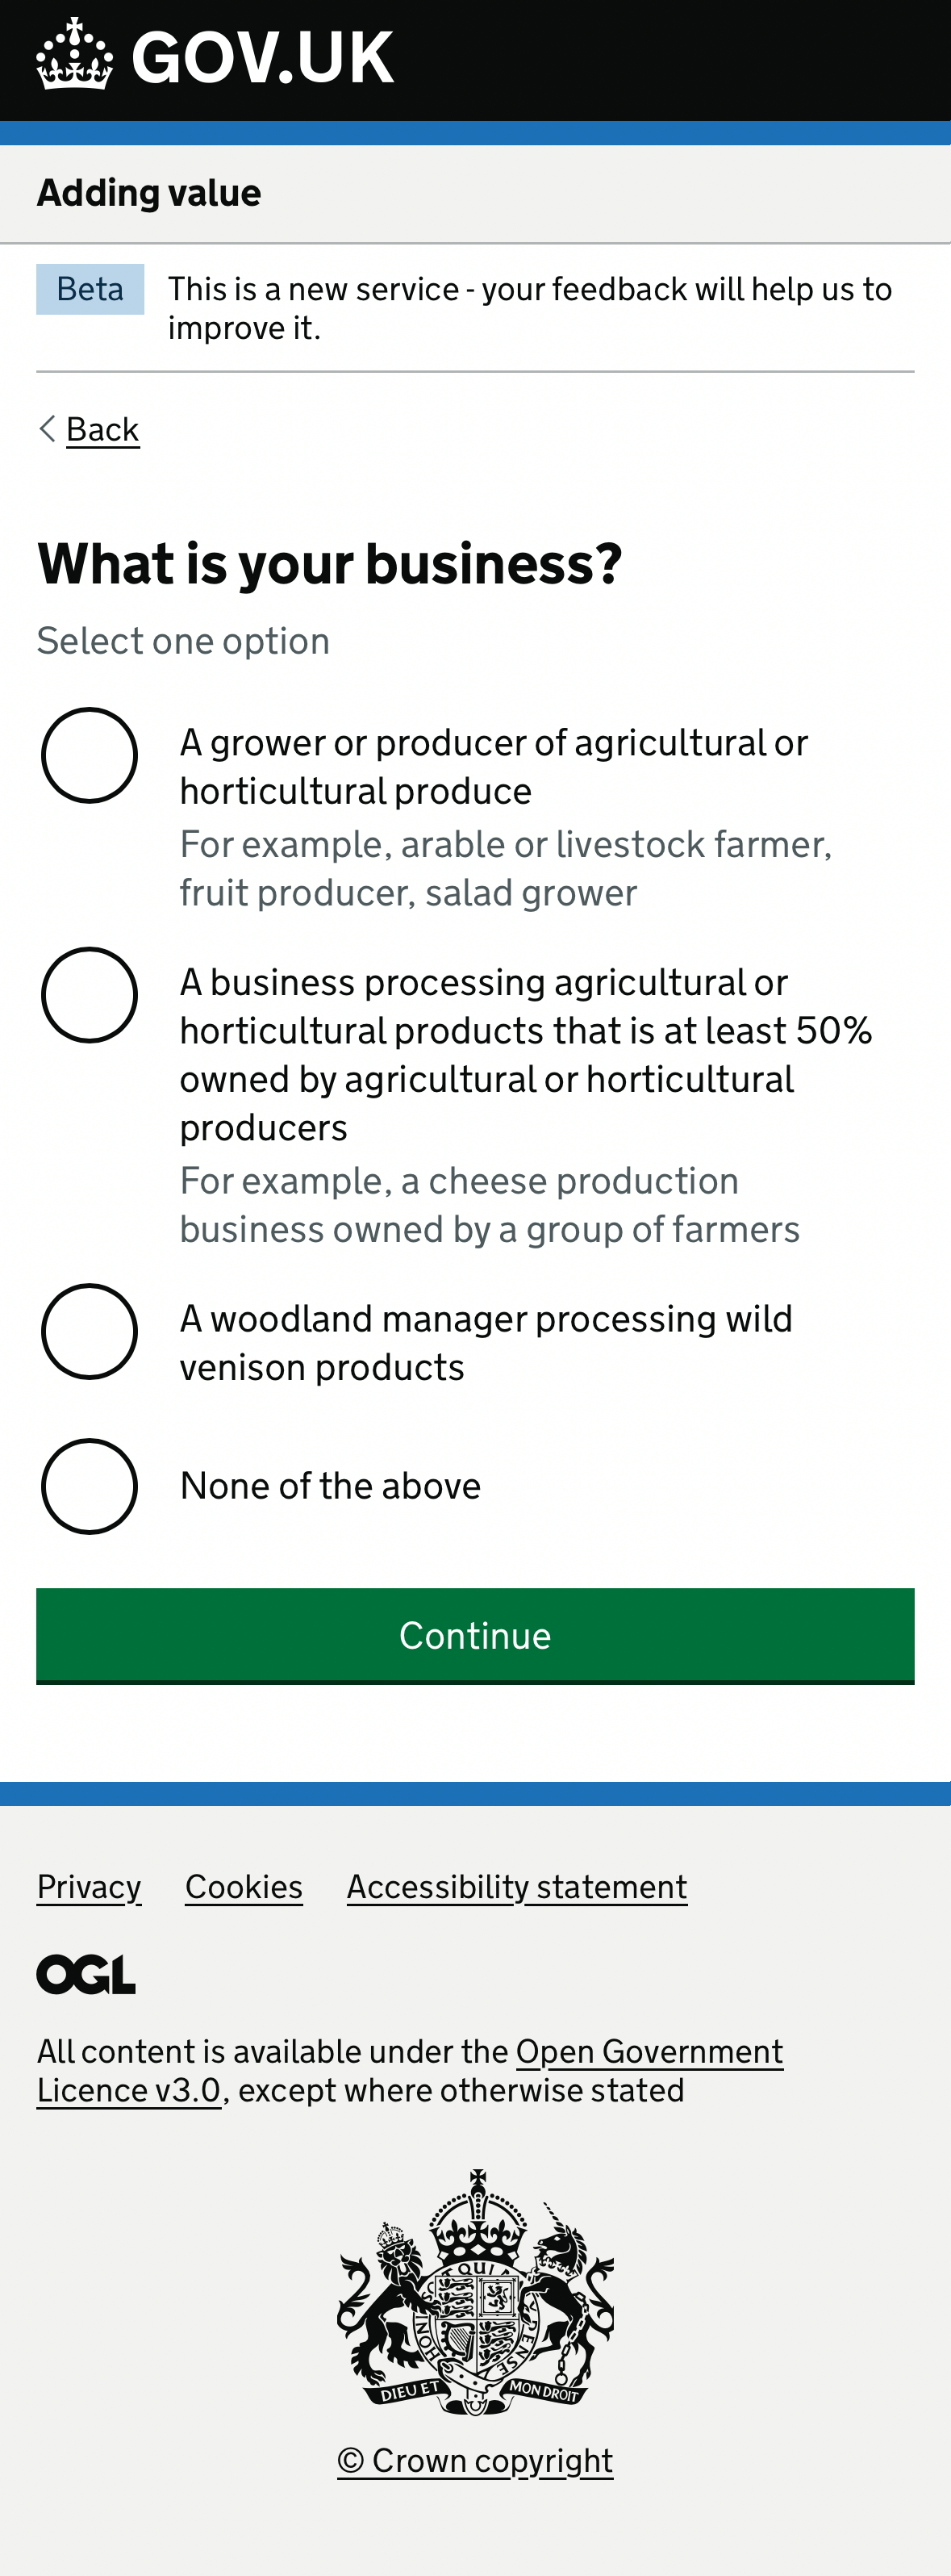 GOV.UK
Adding value
Beta
This is a new service - your feedback will help us to
improve it.
Back
What is your business?
Select one option
A grower or producer of agricultural or
horticultural produce
For example, arable or livestock farmer,
fruit producer, salad grower
A business processing agricultural or
horticultural products that is at least 50%
owned by agricultural or horticultural
producers
For example, a cheese production
business owned by a group of farmers
A woodland manager processing wild
venison products
None of the above
Continue
Privacy Cookies Accessibility statement
OGL
All content is available under the Open Government
Licence v3.0, except where otherwise stated
HONI QUI PENSE
DIEU ET MON DROIT
© Crown copyright